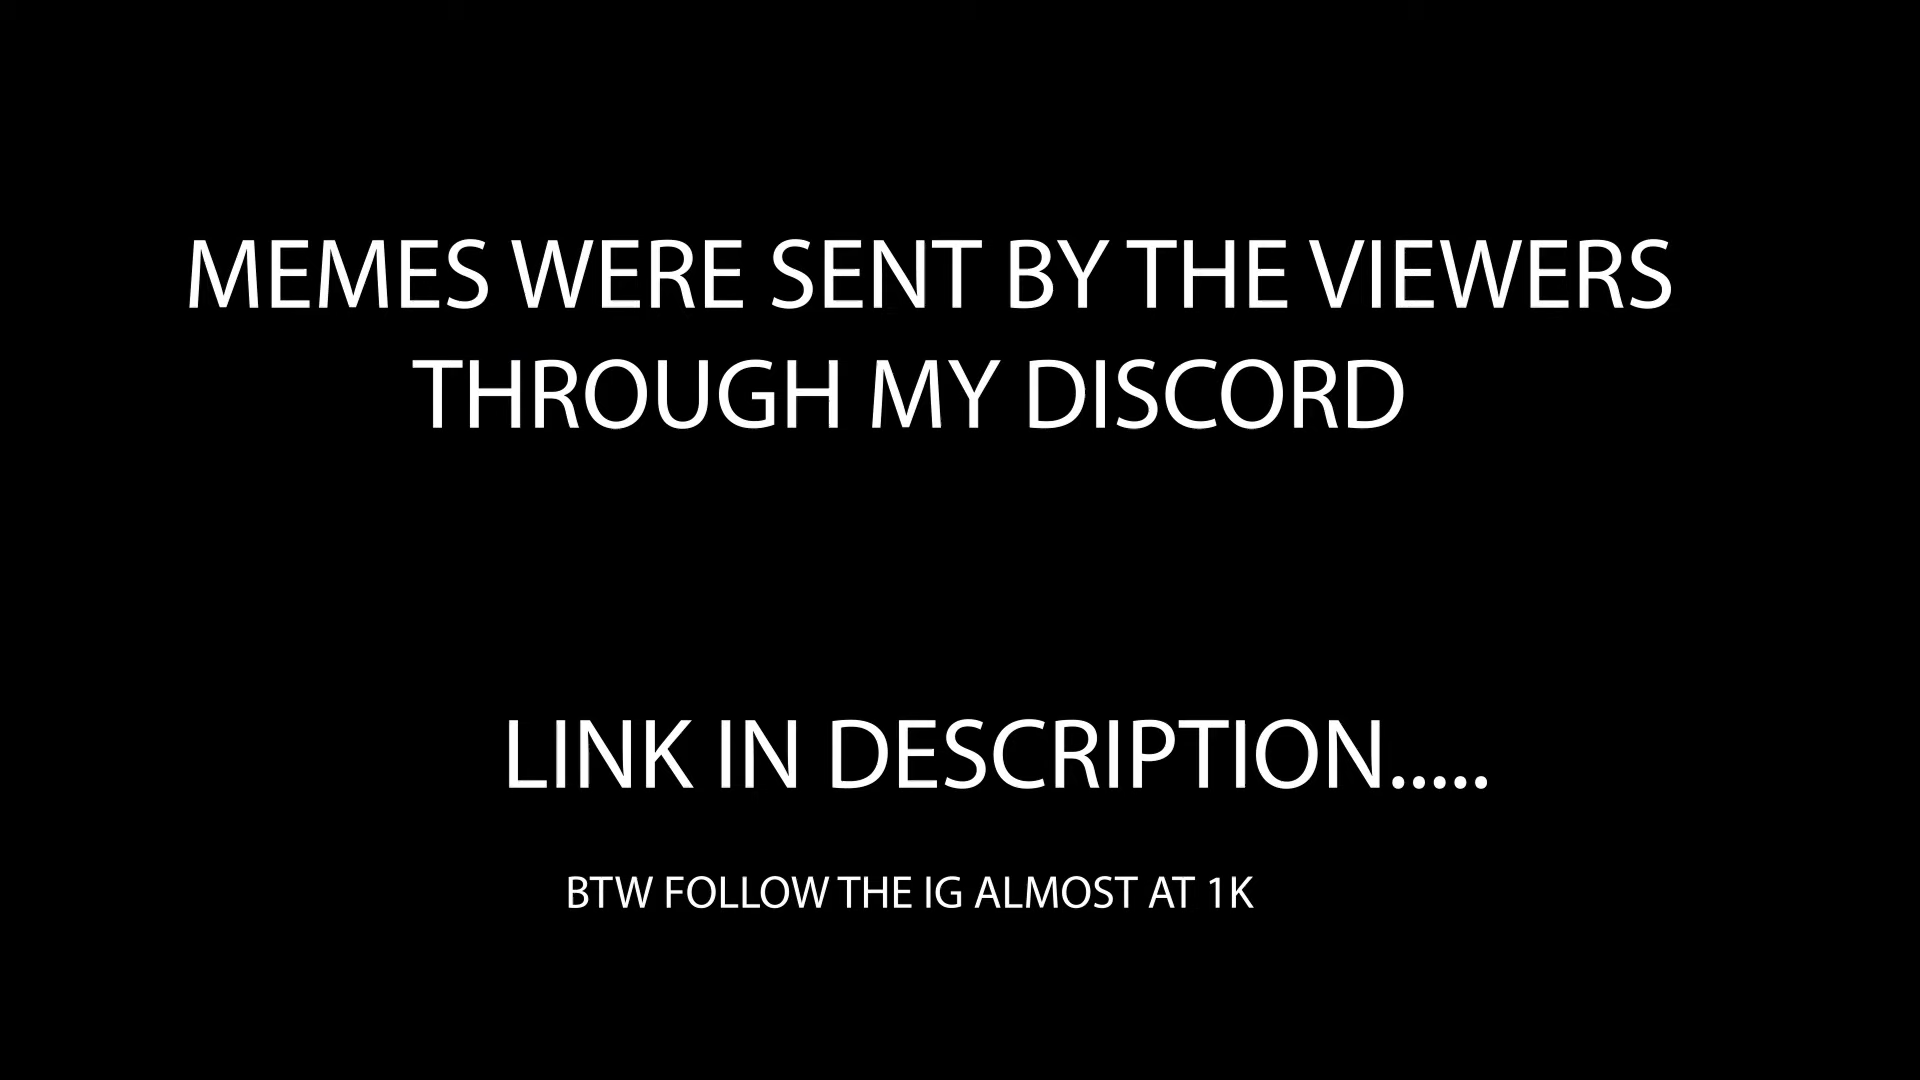 MEMES WERE SENT BY THE VIEWERS
THROUGH MY DISCORD
LINK IN DESCRIPTION.....
BTW FOLLOW THE IG ALMOST AT 1K